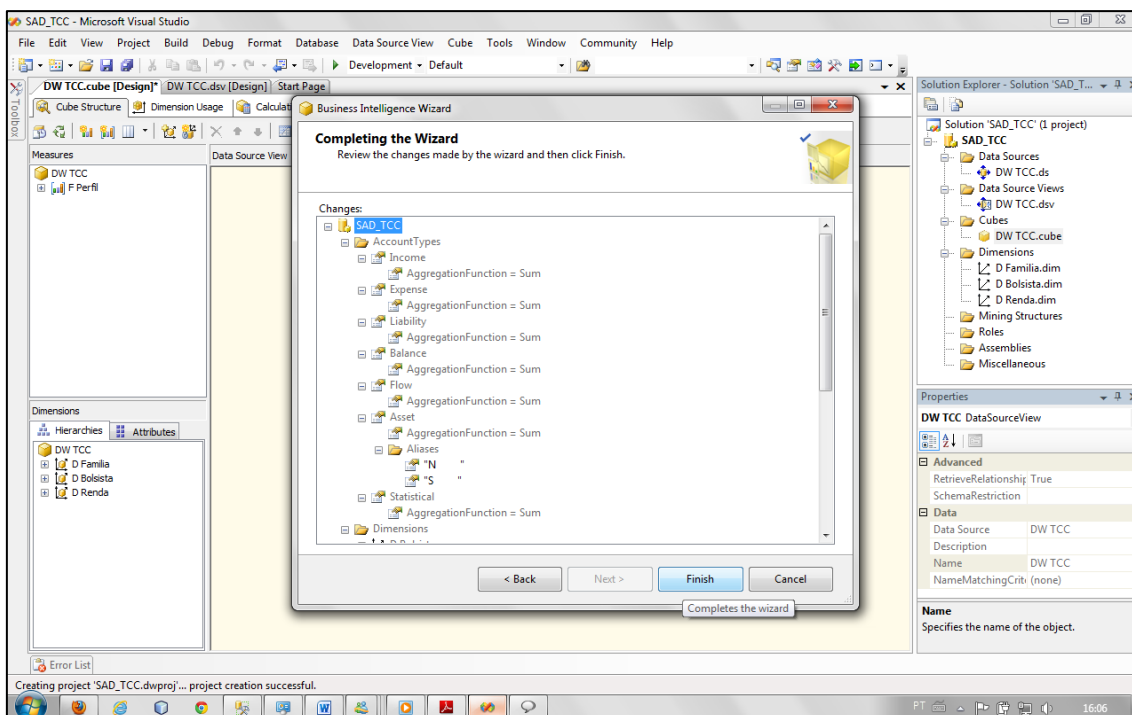 SAD_TCC - Microsoft Visual Studio
File Edit View Project Build Debug Format Database Data Source View Cube Tools Window Community Help
Development - Default
DW TCC.cube [Design]* DW TCC.dsv [Design] Start Page
Toolbox
Cube Structure Dimension Usage Calculat
Measures
DW TCC
F Perfil
Data Source View
Dimensions
Hierarchies Attributes
DW TCC
D Familia
D Bolsista
D Renda
Business Intelligence Wizard
Completing the Wizard
Review the changes made by the wizard and then click Finish.
Changes:
SAD_TCC
AccountTypes
Income
AggregationFunction = Sum
Expense
AggregationFunction = Sum
Liability
AggregationFunction = Sum
Balance
AggregationFunction = Sum
Flow
AggregationFunction = Sum
Asset
AggregationFunction = Sum
Aliases
"N "
"S "
Statistical
AggregationFunction = Sum
Dimensions
< Back Next > Finish Cancel
Completes the wizard
Solution Explorer - Solution 'SAD_T...
Solution 'SAD_TCC' (1 project)
SAD_TCC
Data Sources
DW TCC.ds
Data Source Views
DW TCC.dsv
Cubes
DW TCC.cube
Dimensions
D Familia.dim
D Bolsista.dim
D Renda.dim
Mining Structures
Roles
Assemblies
Miscellaneous
Properties
DW TCC DataSourceView
Advanced
RetrieveRelationship True
SchemaRestriction
Data
Data Source DW TCC
Description
Name DW TCC
NameMatchingCrit (none)
Name
Specifies the name of the object.
Error List
Creating project 'SAD_TCC.dwproj'... project creation successful.
PT 16:06